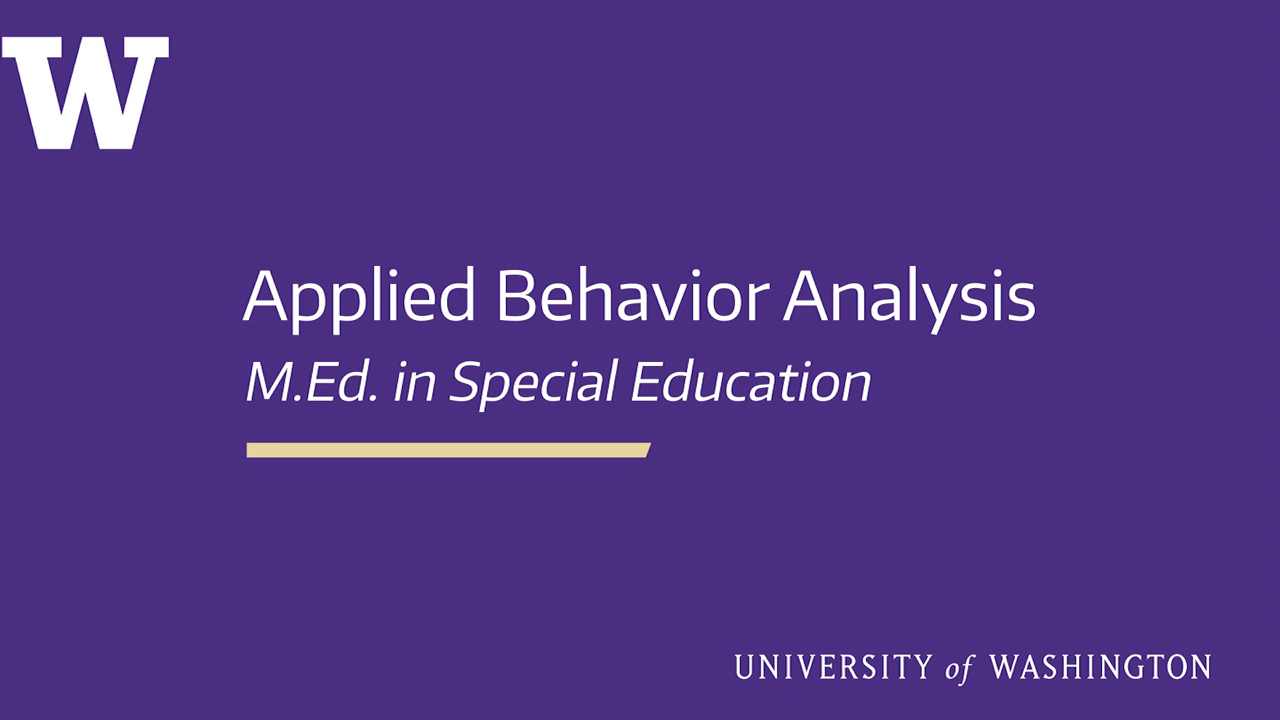 W
Applied Behavior Analysis
M.Ed. in Special Education
UNIVERSITY of WASHINGTON